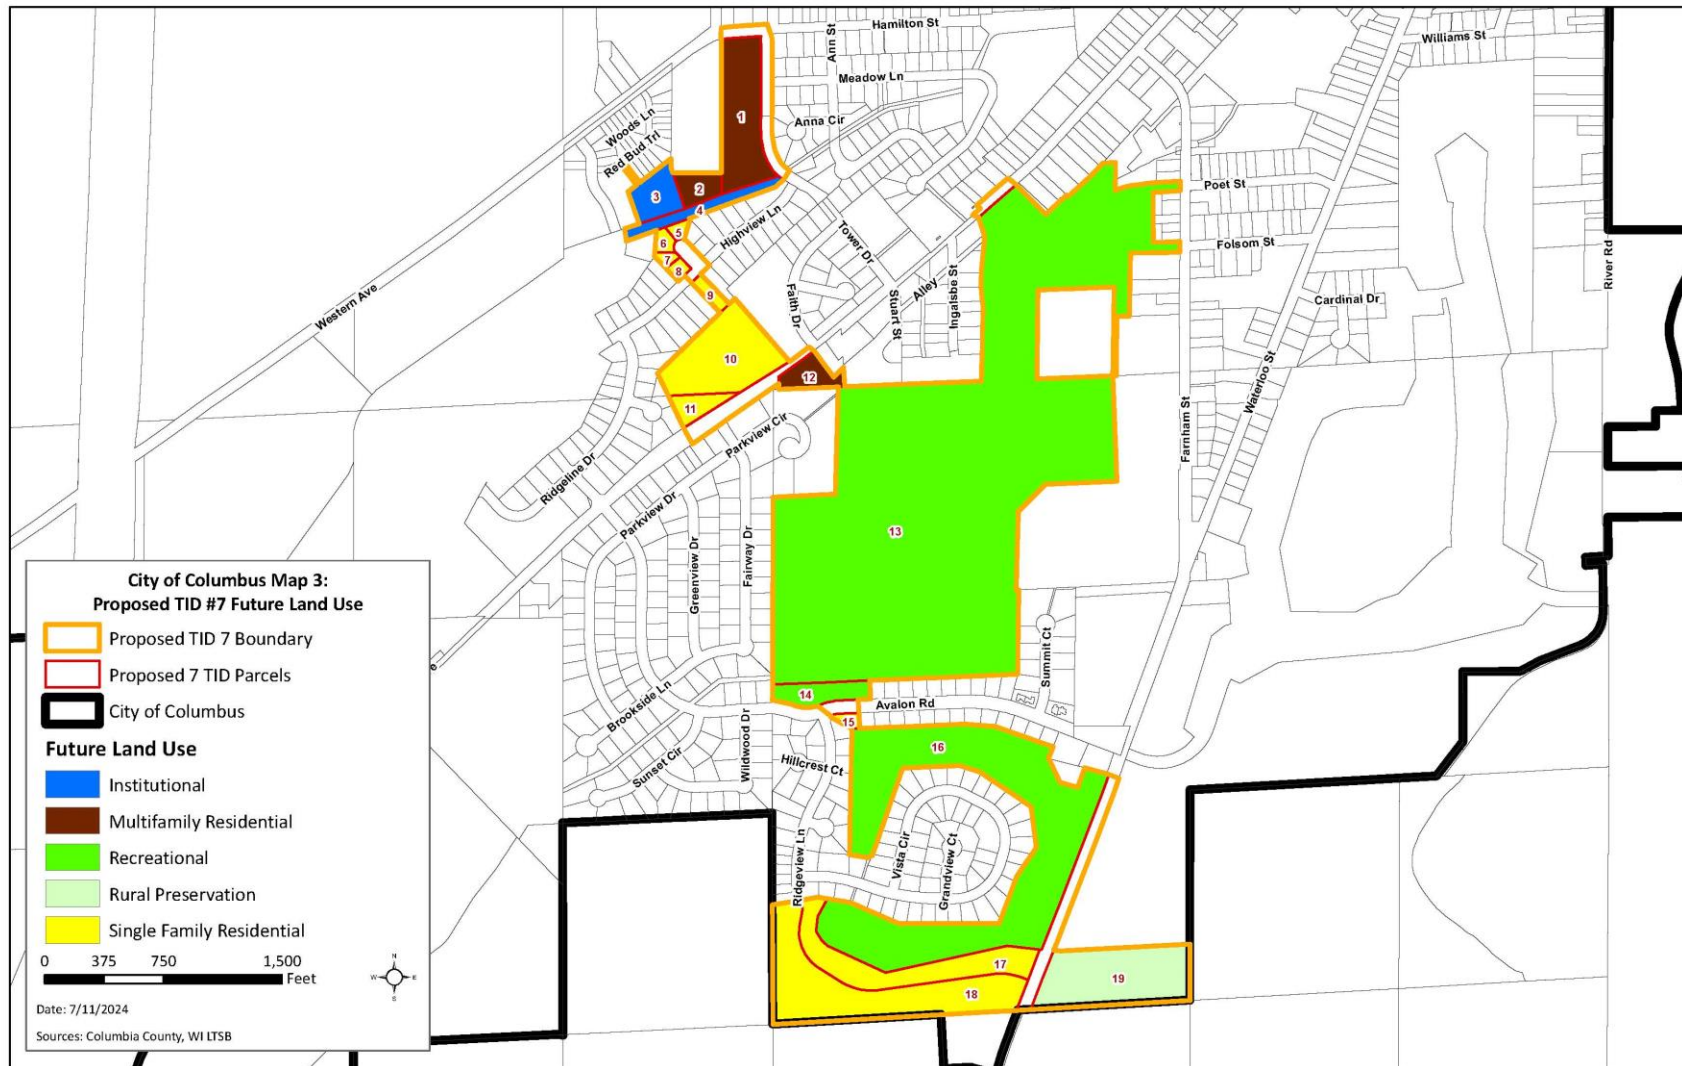 Hamilton St
Ann St
Williams St
Meadow Ln
Woods Ln
Anna Cir
Red Bud Trl
1
2
3
4
Poet St
Highview Ln
5
6
7
8
9
Tower Dr
Folsom St
River Rd
Alley
Ingalsbe St
Stuart St
Faith Dr
Cardinal Dr
Western Ave
10
11
12
Waterloo St
Farnham St
Parkview Cir
Ridgeline Dr
Parkview Dr
Greenview Dr
Fairway Dr
13
Summit Ct
14
15
Avalon Rd
Brookside Ln
Wildwood Dr
Sunset Cir
Hillcrest Ct
16
Ridgeview Ln
Vista Cir
Grandview Ct
17
18
19
City of Columbus Map 3:
Proposed TID #7 Future Land Use
Proposed TID 7 Boundary
Proposed 7 TID Parcels
City of Columbus
Future Land Use
Institutional
Multifamily Residential
Recreational
Rural Preservation
Single Family Residential
0 375 750 1,500
Feet
N
W E
S
Date: 7/11/2024
Sources: Columbia County, WI LTSB